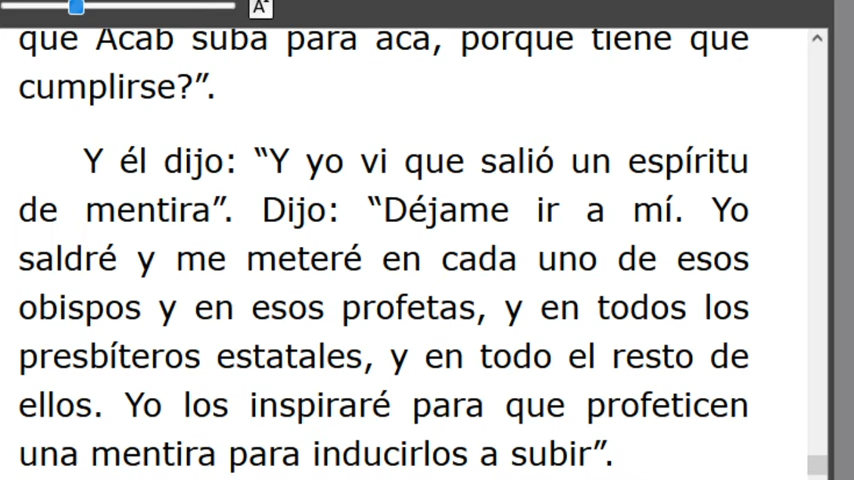 A
que Acab suba para acá, porque tiene que
cumplirse?”.
Y él dijo: “Y yo vi que salió un espíritu
de mentira”. Dijo: “Déjame ir a mí. Yo
saldré y me meteré en cada uno de esos
obispos y en esos profetas, y en todos los
presbíteros estatales, y en todo el resto de
ellos. Yo los inspiraré para que profeticen
una mentira para inducirlos a subir”.